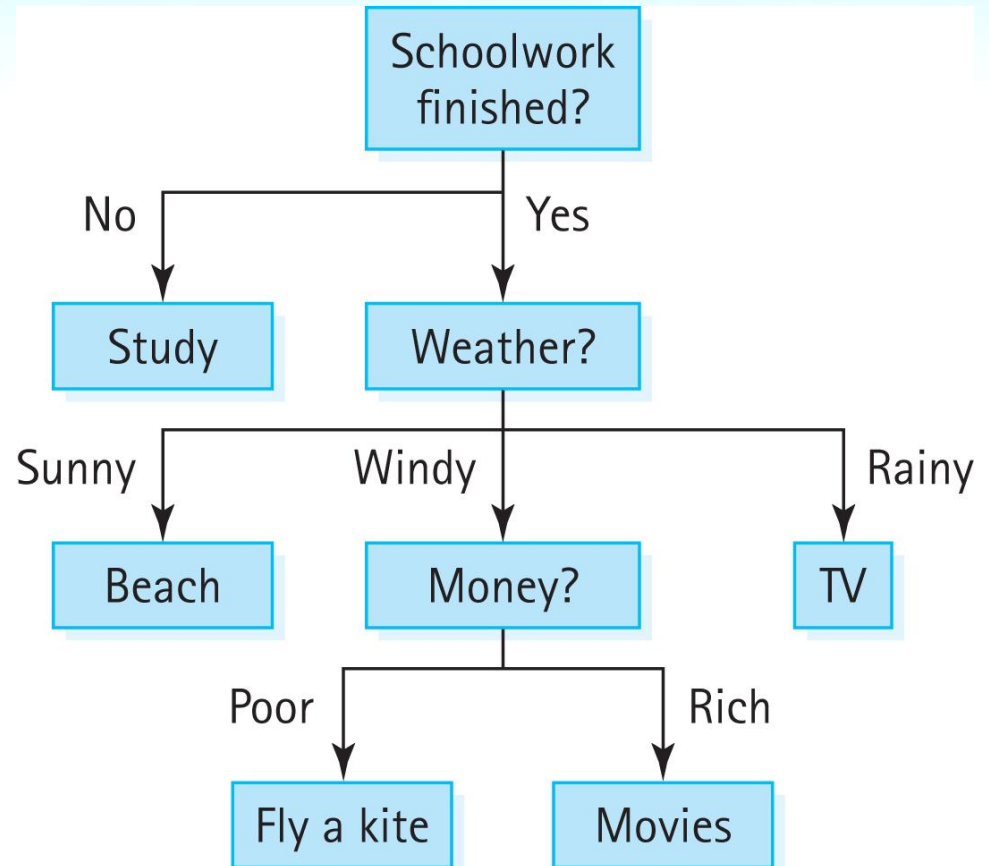 Schoolwork
finished?
No
Yes
Study
Weather?
Sunny
Windy
Rainy
Beach
Money?
TV
Poor
Rich
Fly a kite
Movies